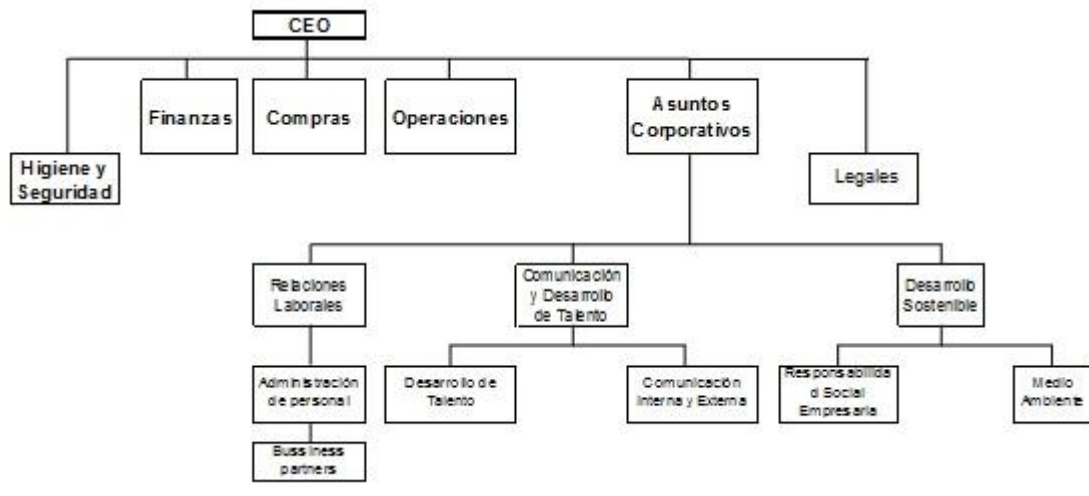 CEO
Finanzas
Compras
Operaciones
Asuntos
Corporativos
Higiene y
Seguridad
Legales
Relaciones
Laborales
Comunicación
y Desarrollo
de Talento
Desarrollo
Sostenible
Administración
de personal
Desarrollo de
Talento
Comunicación
Interna y Externa
Responsabilida
d Social
Empresaria
Medio
Ambiente
Bussiness
partners